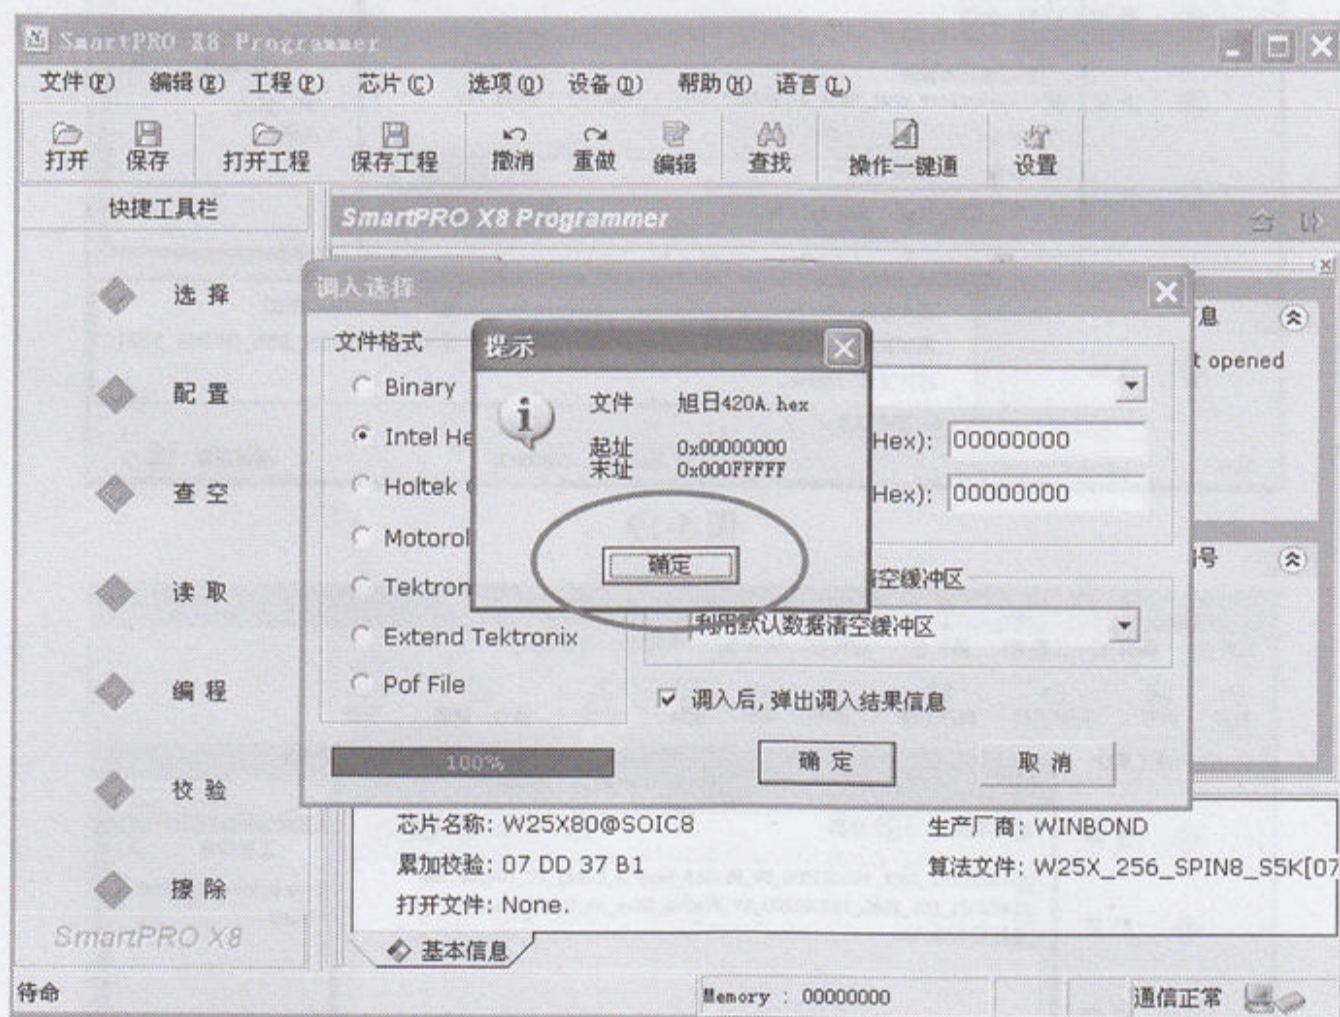 SmartPRO X8 Programmer
文件(F) 编辑(E) 工程(P) 芯片(C) 选项(O) 设备(D) 帮助(H) 语言(L)
打开 保存 打开工程 保存工程 撤消 重做 编辑 查找 操作一键通 设置
快捷工具栏
SmartPRO X8 Programmer
选择
配置
查空
读取
编程
校验
擦除
SmartPRO X8
调入选择
文件格式
Binary
Intel He
Holtek
Motorol
Tektron
Extend Tektronix
Pof File
100%
提示
文件 旭日420A.hex
起址 0x00000000
末址 0x000FFFFF
确定
Hex): 00000000
Hex): 00000000
清空缓冲区
利用默认数据清空缓冲区
调入后,弹出调入结果信息
确定 取消
息
t opened
号
芯片名称: W25X80@SOIC8 生产厂商: WINBOND
累加校验: 07 DD 37 B1 算法文件: W25X_256_SPIN8_S5K[07
打开文件: None.
基本信息
待命 Memory : 00000000 通信正常